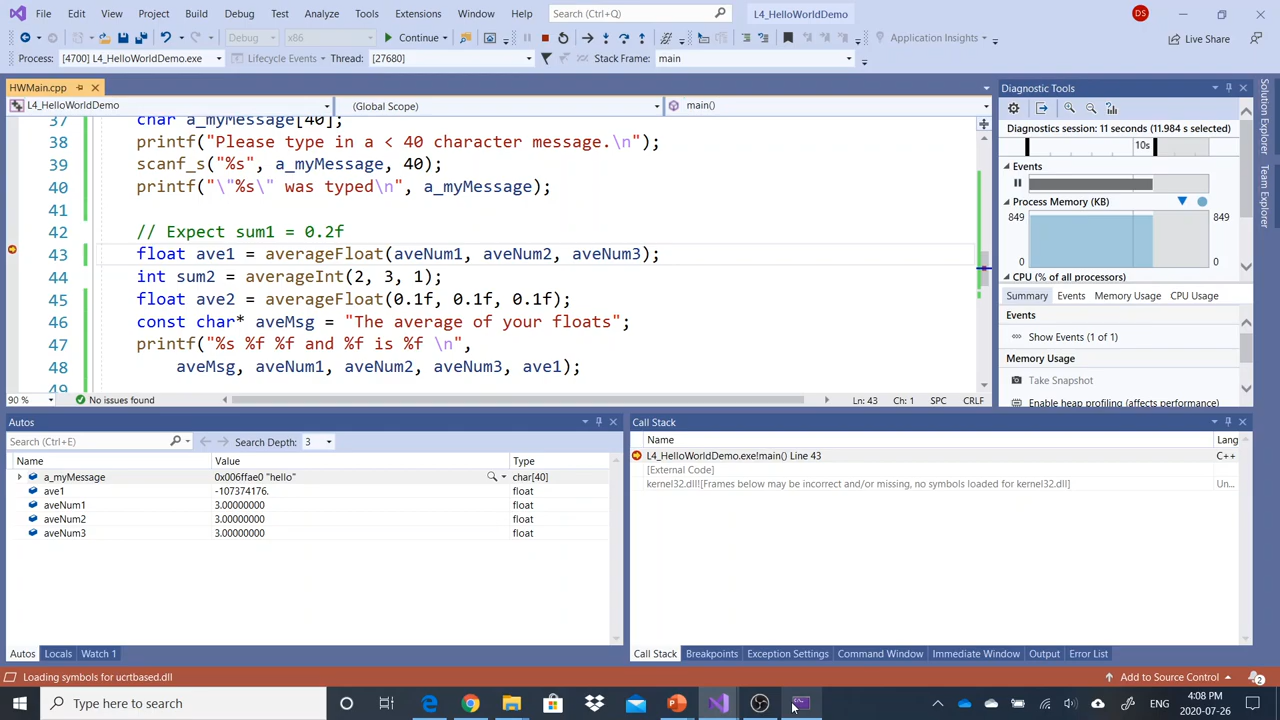 File Edit View Project Build Debug Test Analyze Tools Extensions Window Help Search (Ctrl+Q) L4_HelloWorldDemo DS
Debug x86 Continue Application Insights Live Share
Process: [4700] L4_HelloWorldDemo.exe Lifecycle Events Thread: [27680] Stack Frame: main
HWMain.cpp
L4_HelloWorldDemo (Global Scope) main()
37 char a_myMessage[40];
38 printf("Please type in a < 40 character message.\n");
39 scanf_s("%s", a_myMessage, 40);
40 printf("\"%s\" was typed\n", a_myMessage);
41
42 // Expect sum1 = 0.2f
43 float ave1 = averageFloat(aveNum1, aveNum2, aveNum3);
44 int sum2 = averageInt(2, 3, 1);
45 float ave2 = averageFloat(0.1f, 0.1f, 0.1f);
46 const char* aveMsg = "The average of your floats";
47 printf("%s %f %f and %f is %f \n",
48 aveMsg, aveNum1, aveNum2, aveNum3, ave1);
49
90 % No issues found Ln: 43 Ch: 1 SPC CRLF
Diagnostic Tools
Diagnostics session: 11 seconds (11.984 s selected)
10s
Events
Process Memory (KB)
849 849
0 0
CPU (% of all processors)
Summary Events Memory Usage CPU Usage
Events
Show Events (1 of 1)
Memory Usage
Take Snapshot
Enable heap profiling (affects performance)
Solution Explorer
Team Explorer
Autos
Search (Ctrl+E) Search Depth: 3
Name Value Type
a_myMessage 0x006ffae0 "hello" char[40]
ave1 -107374176. float
aveNum1 3.00000000 float
aveNum2 3.00000000 float
aveNum3 3.00000000 float
Autos Locals Watch 1
Call Stack
Name Lang
L4_HelloWorldDemo.exe!main() Line 43 C++
[External Code]
kernel32.dll![Frames below may be incorrect and/or missing, no symbols loaded for kernel32.dll] Un...
Call Stack Breakpoints Exception Settings Command Window Immediate Window Output Error List
Loading symbols for ucrtbased.dll Add to Source Control 2
Type here to search ENG 4:08 PM
2020-07-26